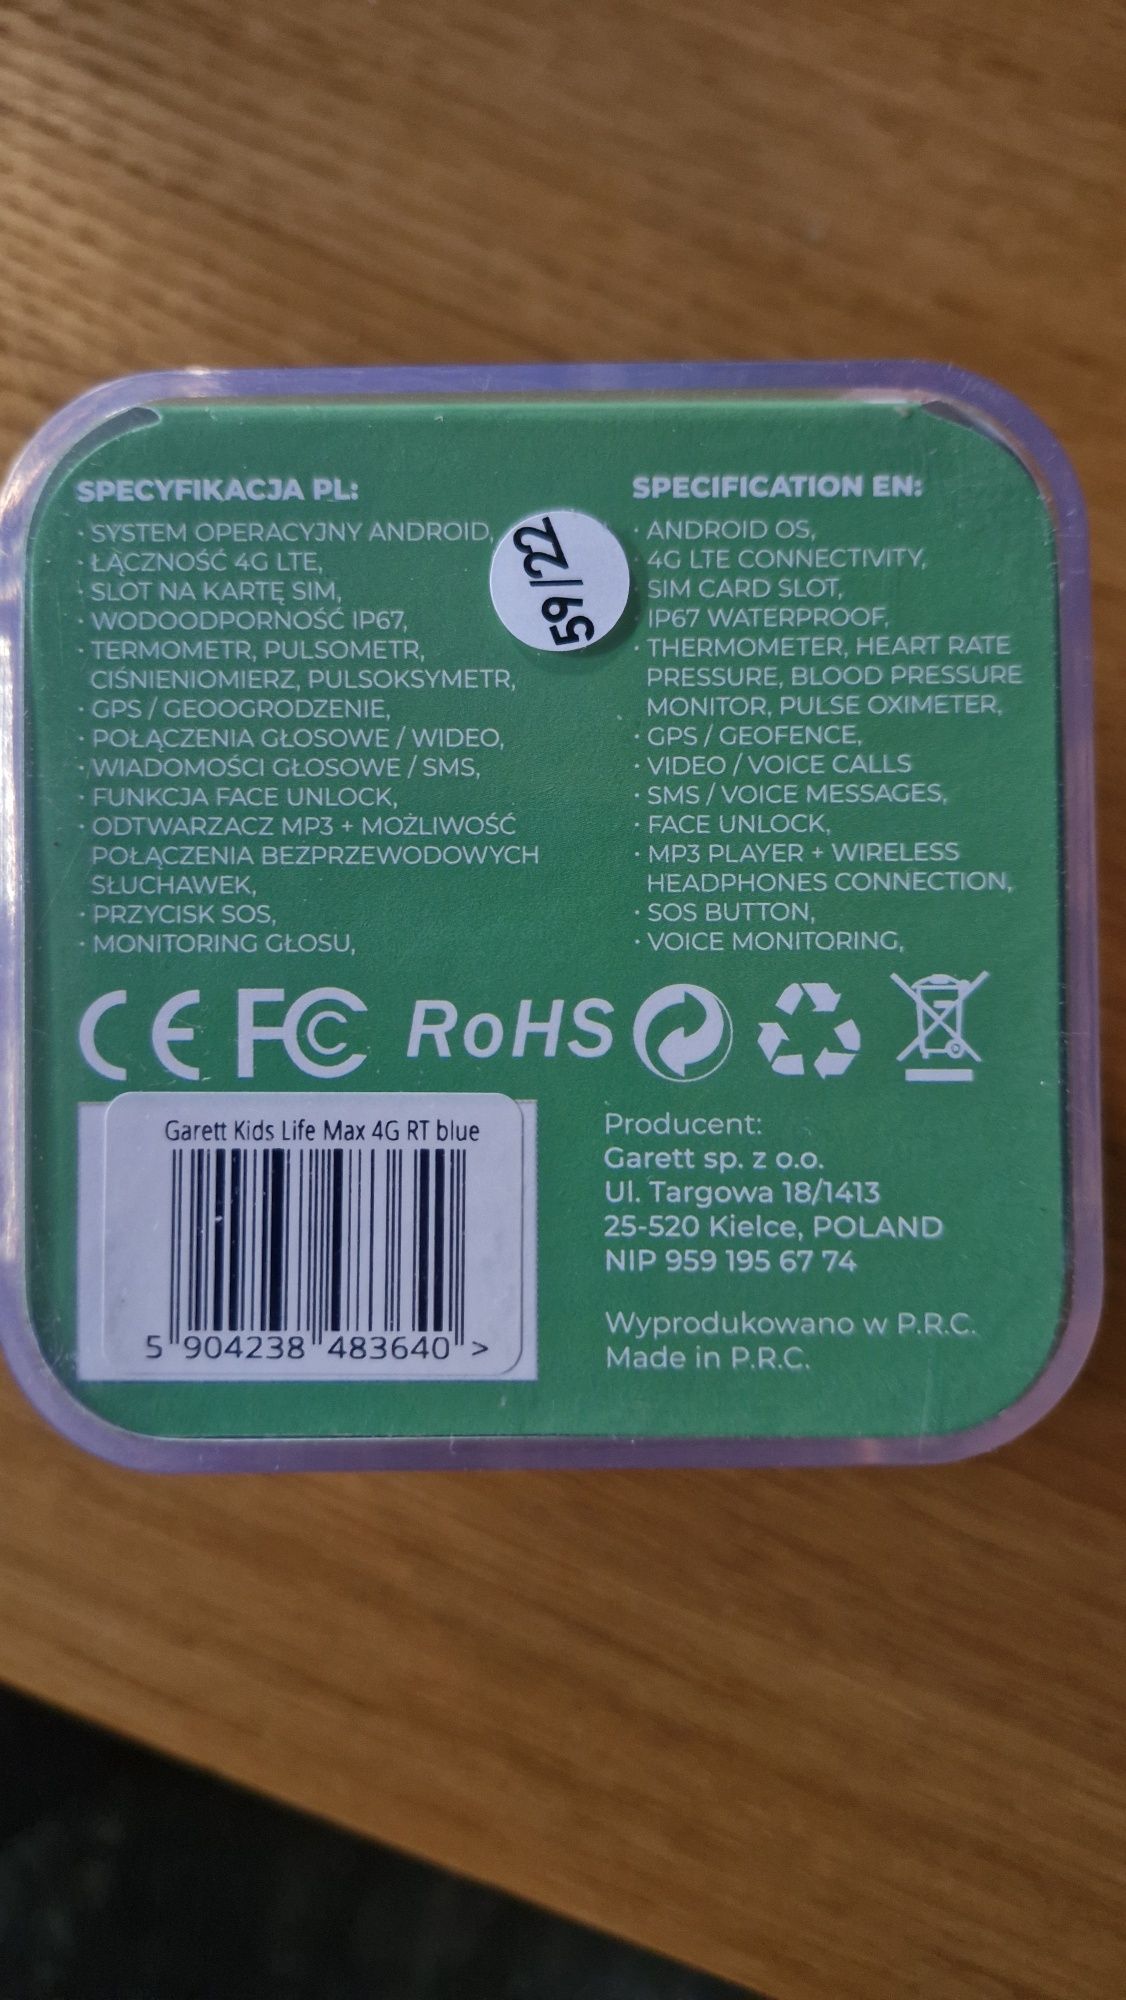 SPECYFIKACJA PL:
· SYSTEM OPERACYJNY ANDROID,
· ŁĄCZNOŚĆ 4G LTE,
· SLOT NA KARTĘ SIM,
· WODOODPORNOŚĆ IP67,
· TERMOMETR, PULSOMETR,
CIŚNIENIOMIERZ, PULSOKSYMETR,
· GPS / GEOOGRODZENIE,
· POŁĄCZENIA GŁOSOWE / WIDEO,
· WIADOMOŚCI GŁOSOWE / SMS,
· FUNKCJA FACE UNLOCK,
· ODTWARZACZ MP3 + MOŻLIWOŚĆ
POŁĄCZENIA BEZPRZEWODOWYCH
SŁUCHAWEK,
· PRZYCISK SOS,
· MONITORING GŁOSU,
59/22
SPECIFICATION EN:
· ANDROID OS,
· 4G LTE CONNECTIVITY,
SIM CARD SLOT,
· IP67 WATERPROOF,
· THERMOMETER, HEART RATE
PRESSURE, BLOOD PRESSURE
MONITOR, PULSE OXIMETER,
· GPS / GEOFENCE,
· VIDEO / VOICE CALLS
· SMS / VOICE MESSAGES,
· FACE UNLOCK,
· MP3 PLAYER + WIRELESS
HEADPHONES CONNECTION,
· SOS BUTTON,
· VOICE MONITORING,
CE FC RoHS
Garett Kids Life Max 4G RT blue
5 904238 483640 >
Producent:
Garett sp. z o.o.
Ul. Targowa 18/1413
25-520 Kielce, POLAND
NIP 959 195 67 74
Wyprodukowano w P.R.C.
Made in P.R.C.